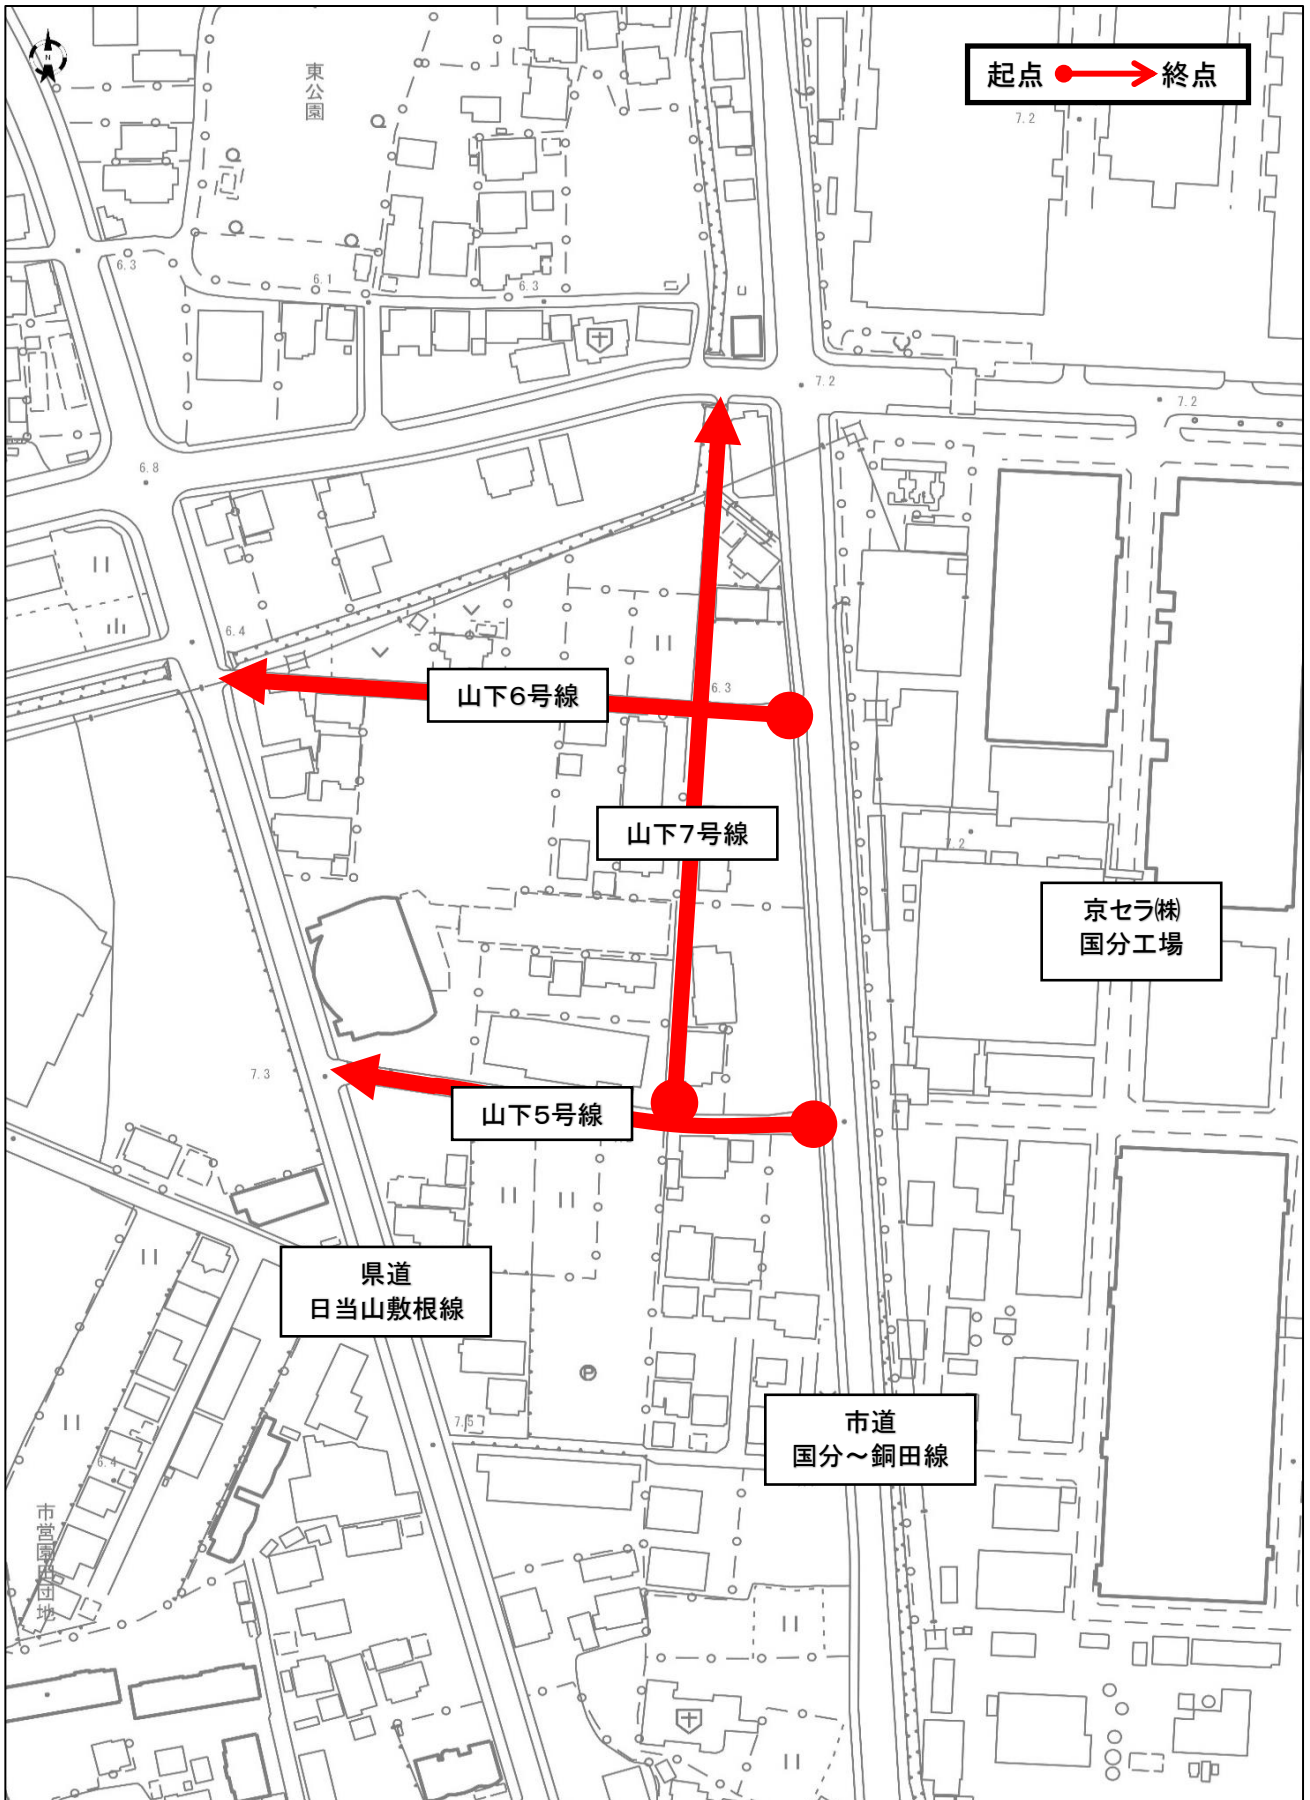 N
東公園
起点 終点
7.2
6.3
6.1
6.3
7.2
7.2
6.8
6.4
山下6号線
6.3
山下7号線
7.2
京セラ㈱
国分工場
7.3
山下5号線
県道
日当山敷根線
P
市道
国分～銅田線
7.5
6.4
市営園田団地